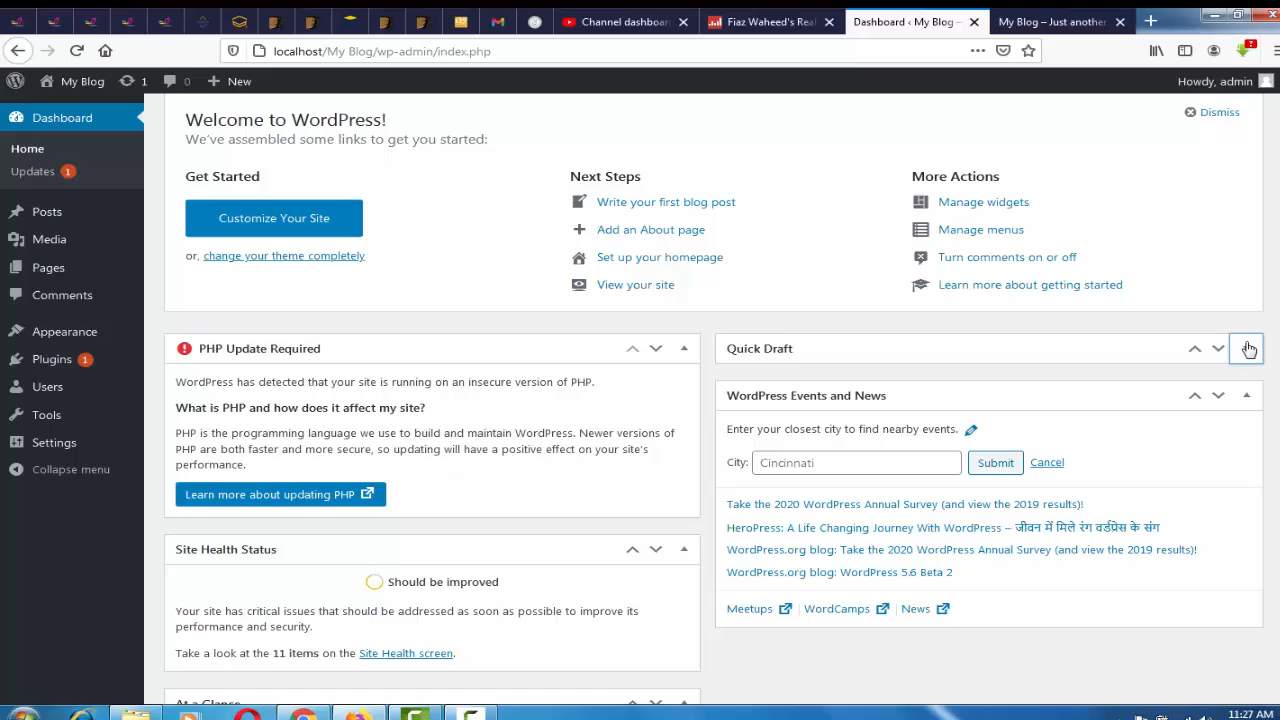 Channel dashboard
Fiaz Waheed's Real
Dashboard ‹ My Blog —
My Blog – Just another
localhost/My Blog/wp-admin/index.php
7
My Blog
1
0
New
Howdy, admin
Dashboard
Home
Updates 1
Posts
Media
Pages
Comments
Appearance
Plugins 1
Users
Tools
Settings
Collapse menu
Welcome to WordPress!
We've assembled some links to get you started:
Dismiss
Get Started
Customize Your Site
or, change your theme completely
Next Steps
Write your first blog post
Add an About page
Set up your homepage
View your site
More Actions
Manage widgets
Manage menus
Turn comments on or off
Learn more about getting started
PHP Update Required
WordPress has detected that your site is running on an insecure version of PHP.
What is PHP and how does it affect my site?
PHP is the programming language we use to build and maintain WordPress. Newer versions of
PHP are both faster and more secure, so updating will have a positive effect on your site's
performance.
Learn more about updating PHP
Site Health Status
Should be improved
Your site has critical issues that should be addressed as soon as possible to improve its
performance and security.
Take a look at the 11 items on the Site Health screen.
At a Glance
Quick Draft
WordPress Events and News
Enter your closest city to find nearby events.
City: Cincinnati Submit Cancel
Take the 2020 WordPress Annual Survey (and view the 2019 results)!
HeroPress: A Life Changing Journey With WordPress – जीवन में मिले रंग वर्डप्रेस के संग
WordPress.org blog: Take the 2020 WordPress Annual Survey (and view the 2019 results)!
WordPress.org blog: WordPress 5.6 Beta 2
Meetups | WordCamps | News
11:27 AM